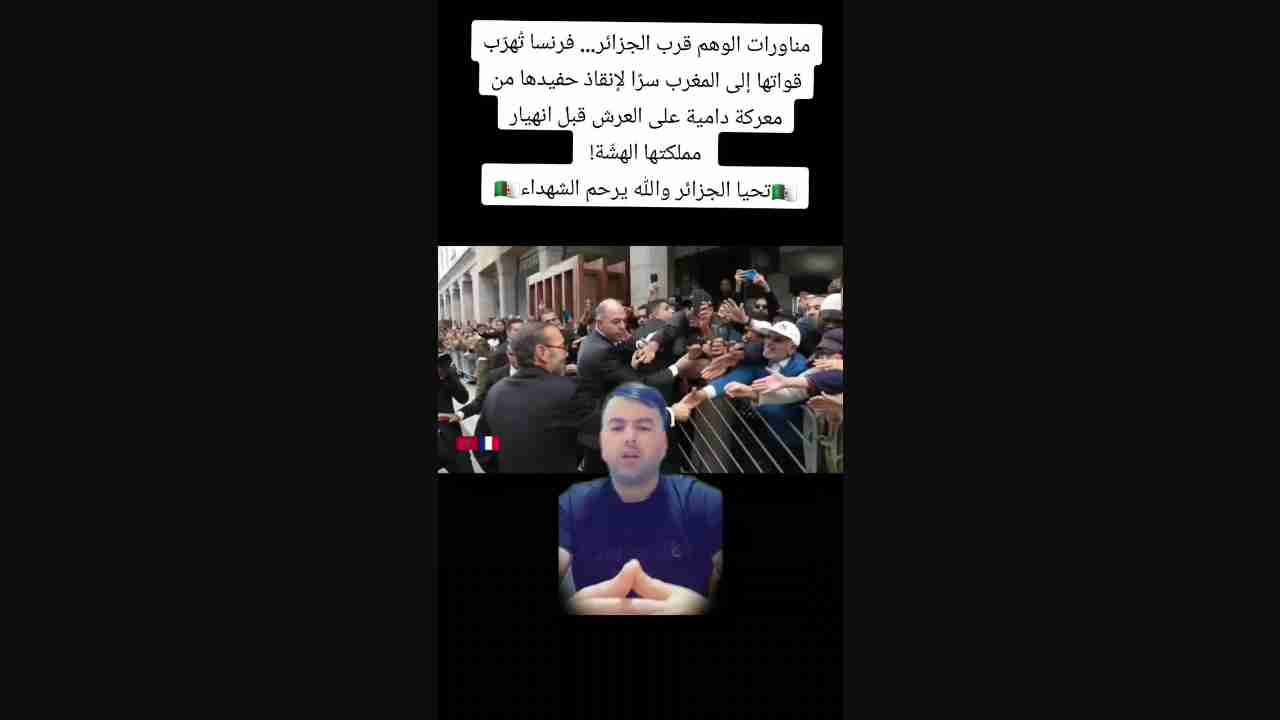 مناورات الوهم قرب الجزائر... فرنسا تُهرّب
قواتها إلى المغرب سرًا لإنقاذ حفيدها من
معركة دامية على العرش قبل انهيار
مملكتها الهشّة!
🇩🇿تحيا الجزائر والله يرحم الشهداء 🇩🇿